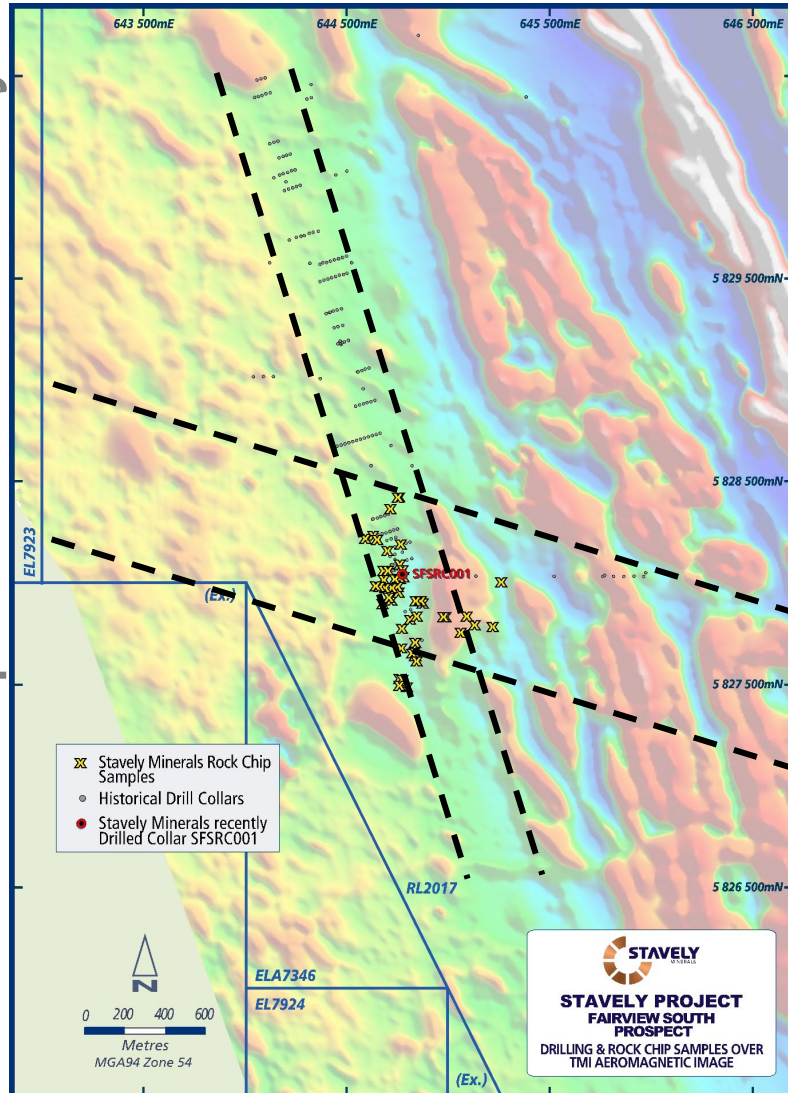 643 500mE
644 500mE
645 500mE
646 500mE
5 829 500mN
5 828 500mN
EL7923
SFSRC001
(Ex.)
5 827 500mN
Stavely Minerals Rock Chip
Samples
Historical Drill Collars
Stavely Minerals recently
Drilled Collar SFSRC001
RL2017
5 826 500mN
N
ELA7346
EL7924
0 200 400 600
Metres
MGA94 Zone 54
(Ex.)
STAVELY
MINERALS
STAVELY PROJECT
FAIRVIEW SOUTH
PROSPECT
DRILLING & ROCK CHIP SAMPLES OVER
TMI AEROMAGNETIC IMAGE